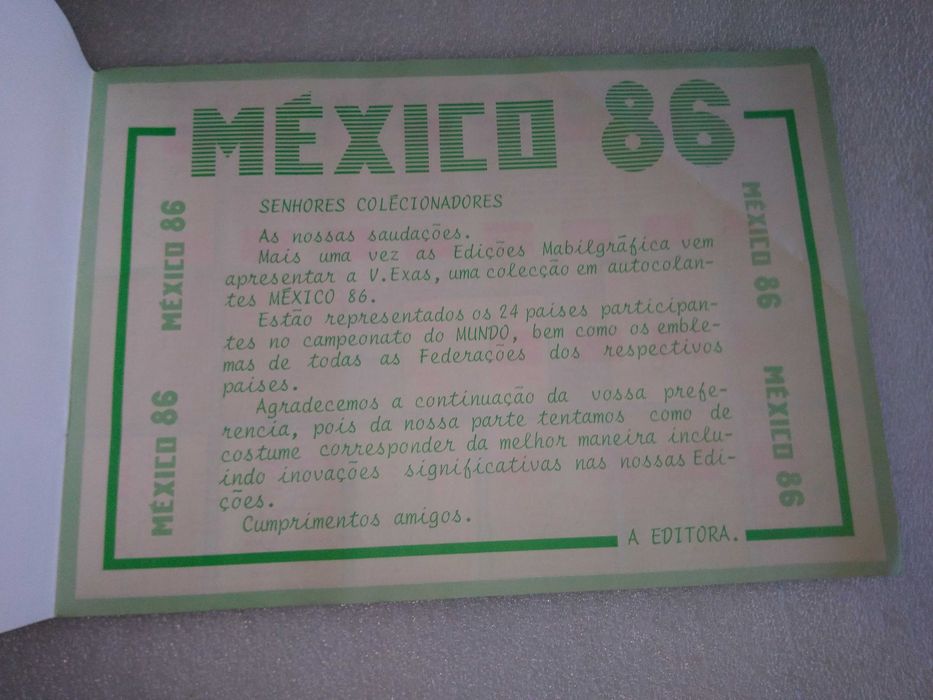 MÉXICO 86
SENHORES COLÉCIONADORES
As nossas saudações.
Mais uma vez as Edições Mabilgráfica vem
apresentar a V.Exas, uma colecção em autocolan-
tes MÉXICO 86.
Estão representados os 24 paises participan-
tes no campeonato do MUNDO, bem como os emble-
mas de todas as Federações dos respectivos
paises.
Agradecemos a continuação da vossa prefe-
rencia, pois da nossa parte tentamos como de
costume corresponder da melhor maneira inclu-
indo inovações significativas nas nossas Edi-
ções.
Cumprimentos amigos.
A EDITORA.
MÉXICO 86
MÉXICO 86
MÉXICO 86
MÉXICO 86